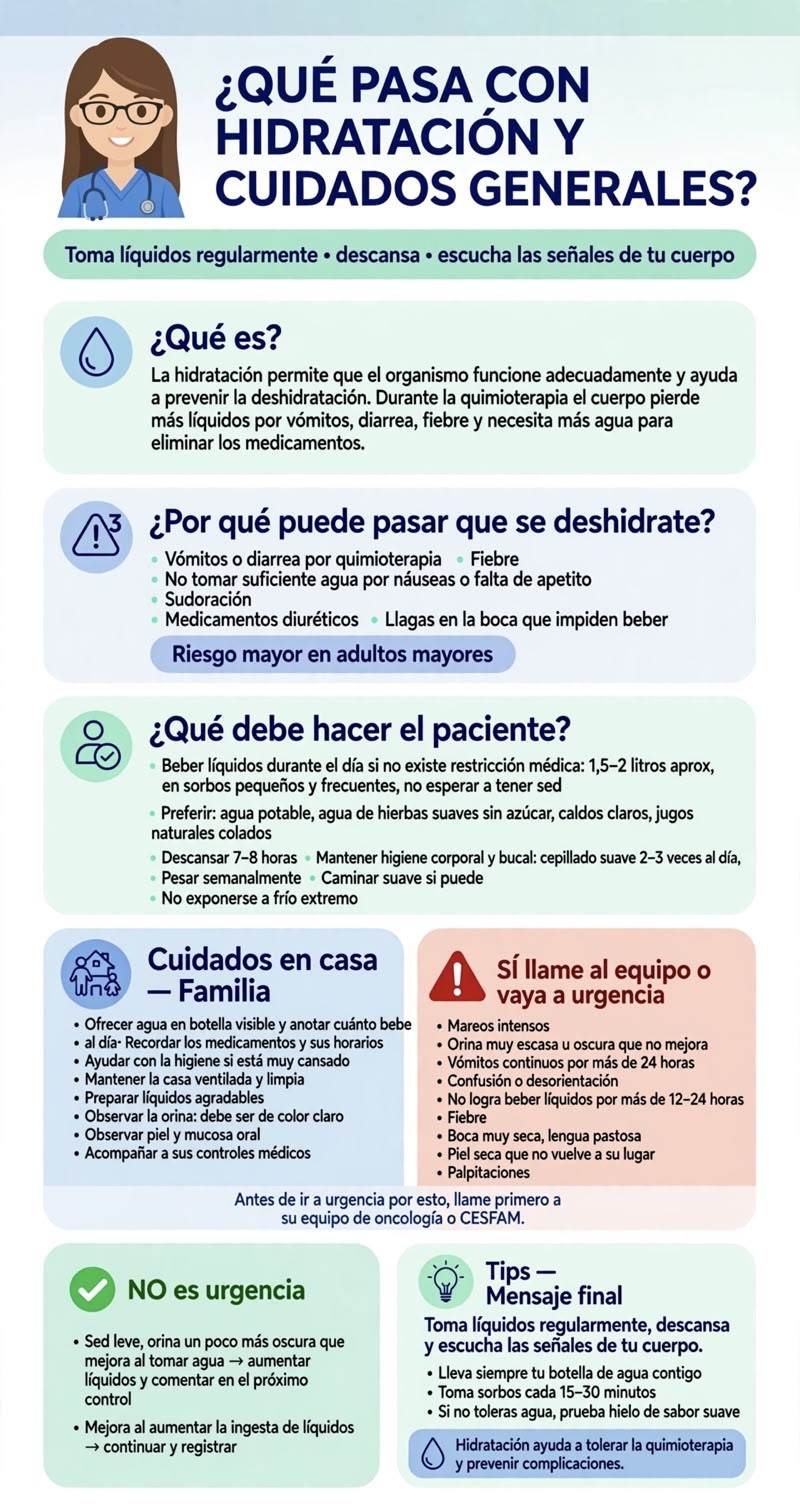 ¿QUÉ PASA CON
HIDRATACIÓN Y
CUIDADOS GENERALES?
Toma líquidos regularmente • descansa • escucha las señales de tu cuerpo
¿Qué es?
La hidratación permite que el organismo funcione adecuadamente y ayuda
a prevenir la deshidratación. Durante la quimioterapia el cuerpo pierde
más líquidos por vómitos, diarrea, fiebre y necesita más agua para
eliminar los medicamentos.
3
¿Por qué puede pasar que se deshidrate?
• Vómitos o diarrea por quimioterapia • Fiebre
• No tomar suficiente agua por náuseas o falta de apetito
• Sudoración
• Medicamentos diuréticos • Llagas en la boca que impiden beber
Riesgo mayor en adultos mayores
¿Qué debe hacer el paciente?
• Beber líquidos durante el día si no existe restricción médica: 1,5–2 litros aprox,
en sorbos pequeños y frecuentes, no esperar a tener sed
• Preferir: agua potable, agua de hierbas suaves sin azúcar, caldos claros, jugos
naturales colados
• Descansar 7–8 horas • Mantener higiene corporal y bucal: cepillado suave 2–3 veces al día,
• Pesar semanalmente • Caminar suave si puede
• No exponerse a frío extremo
Cuidados en casa
— Familia
• Ofrecer agua en botella visible y anotar cuánto bebe
• al día· Recordar los medicamentos y sus horarios
• Ayudar con la higiene si está muy cansado
• Mantener la casa ventilada y limpia
• Preparar líquidos agradables
• Observar la orina: debe ser de color claro
• Observar piel y mucosa oral
• Acompañar a sus controles médicos
SÍ llame al equipo o
vaya a urgencia
• Mareos intensos
• Orina muy escasa u oscura que no mejora
• Vómitos continuos por más de 24 horas
• Confusión o desorientación
• No logra beber líquidos por más de 12–24 horas
• Fiebre
• Boca muy seca, lengua pastosa
• Piel seca que no vuelve a su lugar
• Palpitaciones
Antes de ir a urgencia por esto, llame primero a
su equipo de oncología o CESFAM.
NO es urgencia
• Sed leve, orina un poco más oscura que
mejora al tomar agua → aumentar
líquidos y comentar en el próximo
control
• Mejora al aumentar la ingesta de líquidos
→ continuar y registrar
Tips —
Mensaje final
Toma líquidos regularmente, descansa
y escucha las señales de tu cuerpo.
• Lleva siempre tu botella de agua contigo
• Toma sorbos cada 15–30 minutos
• Si no toleras agua, prueba hielo de sabor suave
Hidratación ayuda a tolerar la quimioterapia
y prevenir complicaciones.